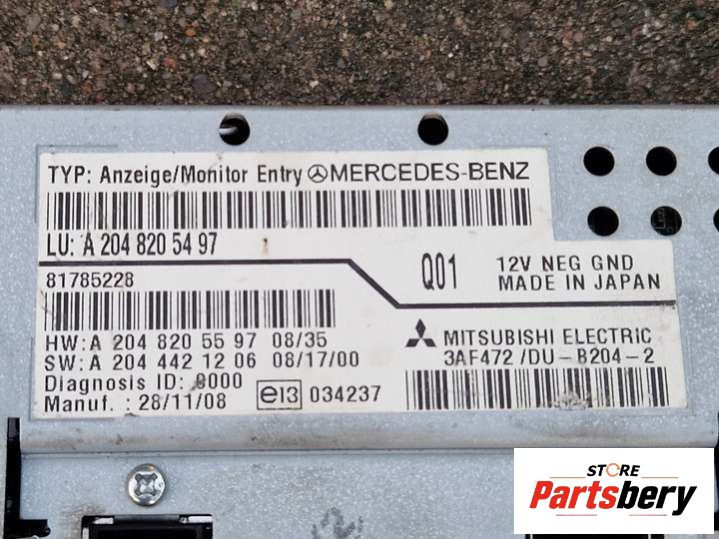 TYP: Anzeige/Monitor Entry MERCEDES-BENZ
LU: A 204 820 54 97
81785228
Q01
12V NEG GND
MADE IN JAPAN
HW: A 204 820 55 97 08/35
SW: A 204 442 12 06 08/17/00
Diagnosis ID: 9000
Manuf. : 28/11/08
e13 034237
MITSUBISHI ELECTRIC
3AF472/DU-B204-2
STORE
Partsbery